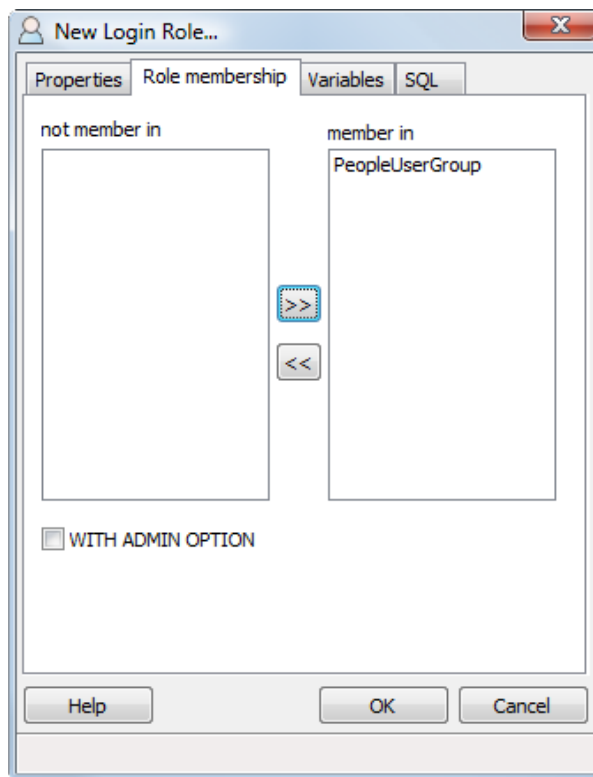 New Login Role...
Properties Role membership Variables SQL
not member in
member in
PeopleUserGroup
>>
<<
WITH ADMIN OPTION
Help OK Cancel